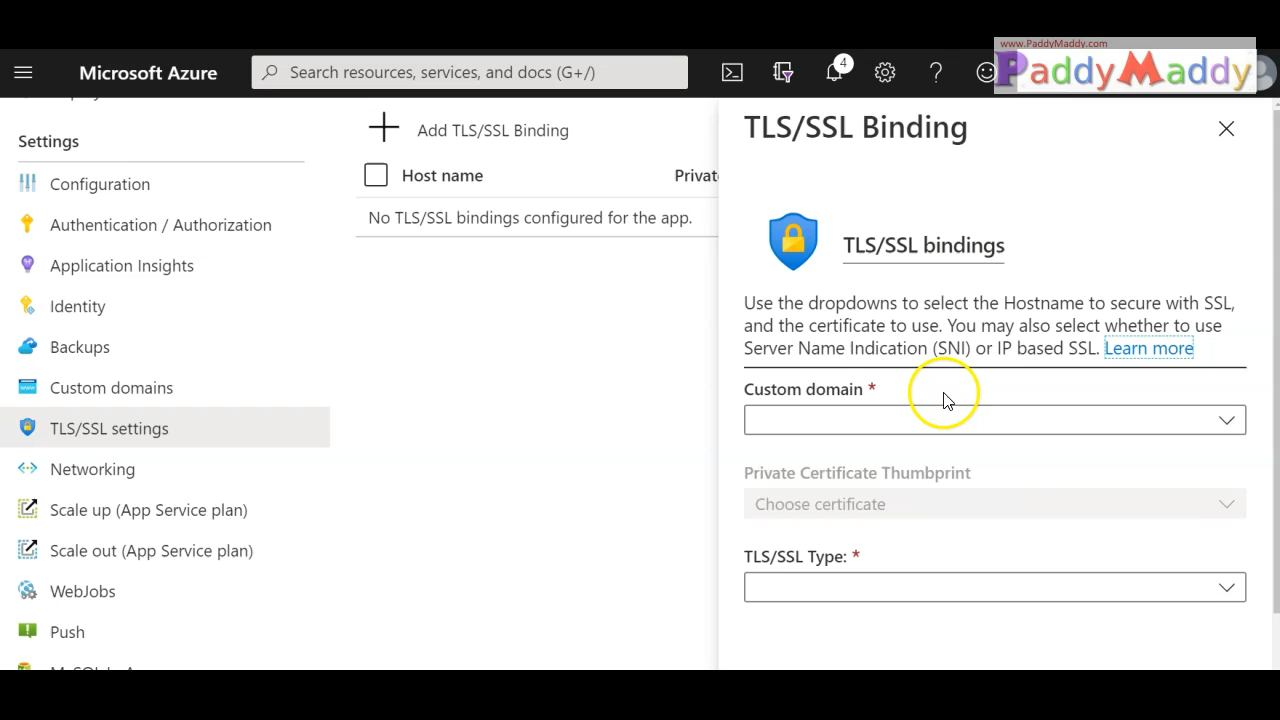 www.PaddyMaddy.com
PaddyMaddy
Microsoft Azure
Search resources, services, and docs (G+/)
4
Settings
Configuration
Authentication / Authorization
Application Insights
Identity
Backups
Custom domains
TLS/SSL settings
Networking
Scale up (App Service plan)
Scale out (App Service plan)
WebJobs
Push
Add TLS/SSL Binding
Host name
Private
No TLS/SSL bindings configured for the app.
TLS/SSL Binding
TLS/SSL bindings
Use the dropdowns to select the Hostname to secure with SSL,
and the certificate to use. You may also select whether to use
Server Name Indication (SNI) or IP based SSL. Learn more
Custom domain *
Private Certificate Thumbprint
Choose certificate
TLS/SSL Type: *